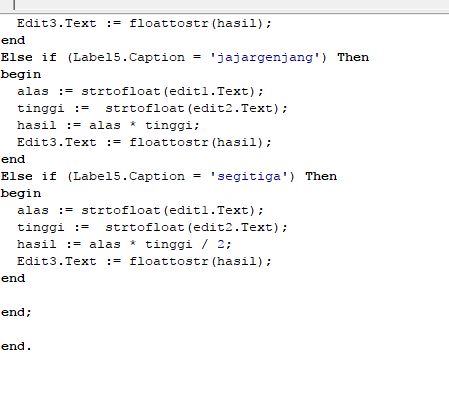 Edit3.Text := floattostr(hasil);
end
Else if (Label5.Caption = 'jajargenjang') Then
begin
alas := strtofloat(edit1.Text);
tinggi :=  strtofloat(edit2.Text);
hasil := alas * tinggi;
Edit3.Text := floattostr(hasil);
end
Else if (Label5.Caption = 'segitiga') Then
begin
alas := strtofloat(edit1.Text);
tinggi :=  strtofloat(edit2.Text);
hasil := alas * tinggi / 2;
Edit3.Text := floattostr(hasil);
end
end;
end.